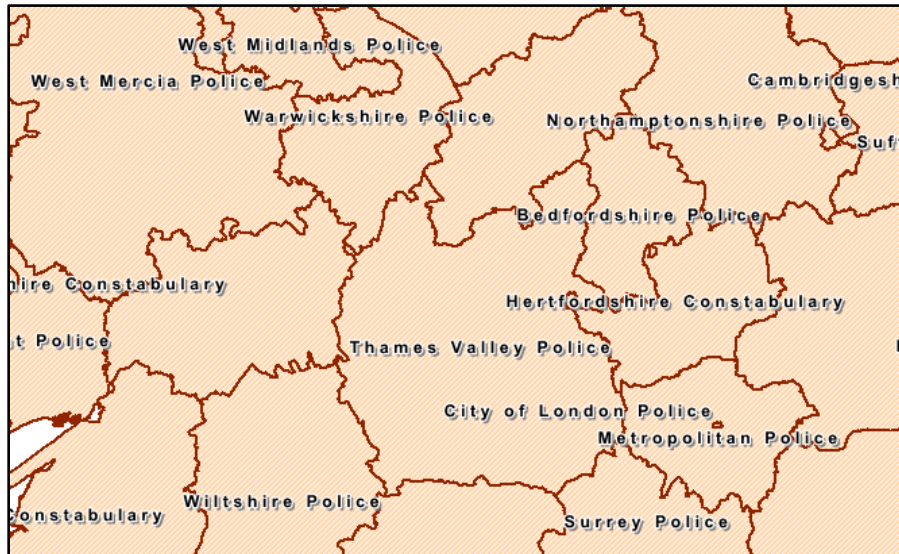 West Midlands Police
West Mercia Police
Cambridgesh
Warwickshire Police
Northamptonshire Police
Suff
Bedfordshire Police
hire Constabulary
Hertfordshire Constabulary
t Police
Thames Valley Police
City of London Police
Metropolitan Police
Wiltshire Police
Constabulary
Surrey Police